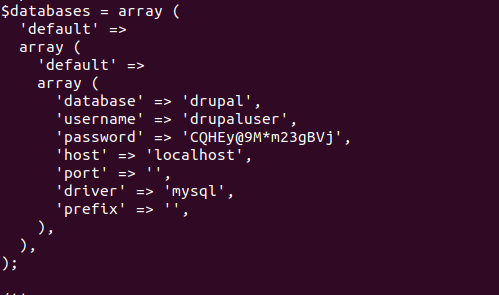 $databases = array (
  'default' =>
  array (
    'default' =>
    array (
      'database' => 'drupal',
      'username' => 'drupaluser',
      'password' => 'CQHEy@9M*m23gBVj',
      'host' => 'localhost',
      'port' => '',
      'driver' => 'mysql',
      'prefix' => '',
    ),
  ),
);